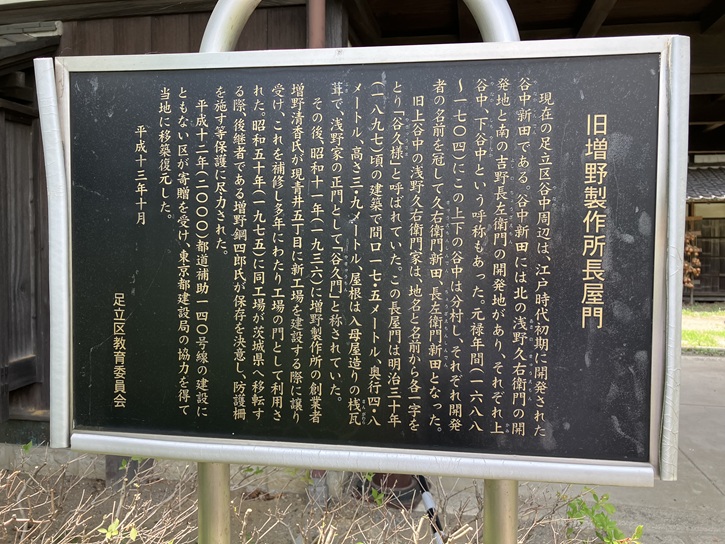 旧増野製作所長屋門
現在の足立区谷中周辺は、江戸時代初期に開発された
谷中新田である。谷中新田には北の浅野久右衛門の開
発地と南の吉野長左衛門の開発地があり、それぞれ上
谷中、下谷中という呼称もあった。元禄年間(一六八八
〜一七〇四)にこの上下の谷中は分村し、それぞれ開発
者の名前を冠して久右衛門新田、長左衛門新田となった。
旧上谷中の浅野久右衛門家は、地名と名前から各一字を
とり「谷久様」と呼ばれていた。この長屋門は明治三十年
(一八九七)頃の建築で間口一七・五メートル、奥行四・八
メートル、高さ三・九メートル、屋根は入母屋造りの桟瓦
葺で、浅野家の正門として「谷久門」と称されていた。
その後、昭和十一年(一九三六)に増野製作所の創業者
増野清香氏が現青井五丁目に新工場を建設する際に譲り
受け、これを補修し多年にわたり工場の門として利用さ
れた。昭和五十年(一九七五)に同工場が茨城県へ移転す
る際、後継者である増野鋼四郎氏が保存を決意し、防護柵
を施す等保護に尽力された。
平成十二年(二〇〇〇)都道補助一四〇号線の建設に
ともない区が寄贈を受け、東京都建設局の協力を得て
当地に移築復元した。
平成十三年十月
足立区教育委員会